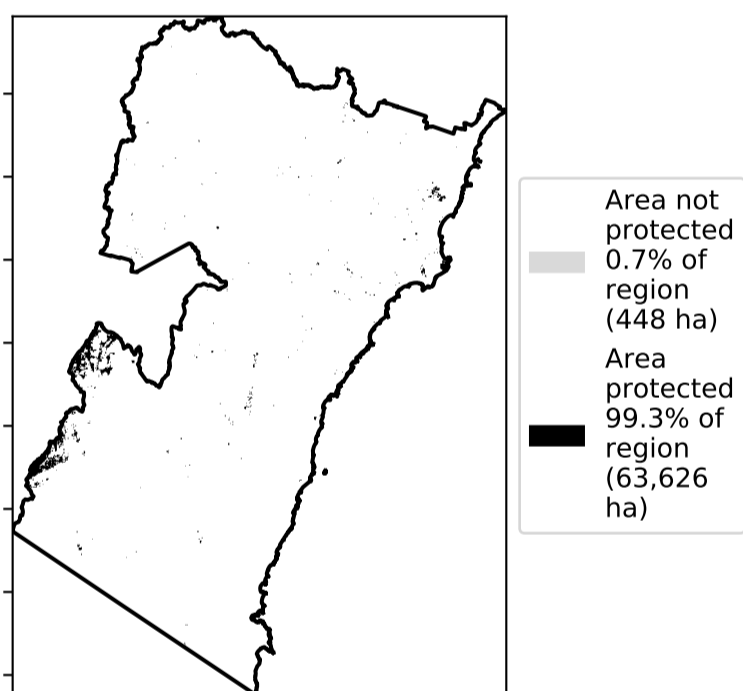 Area not
protected
0.7% of
region
(448 ha)
Area
protected
99.3% of
region
(63,626
ha)